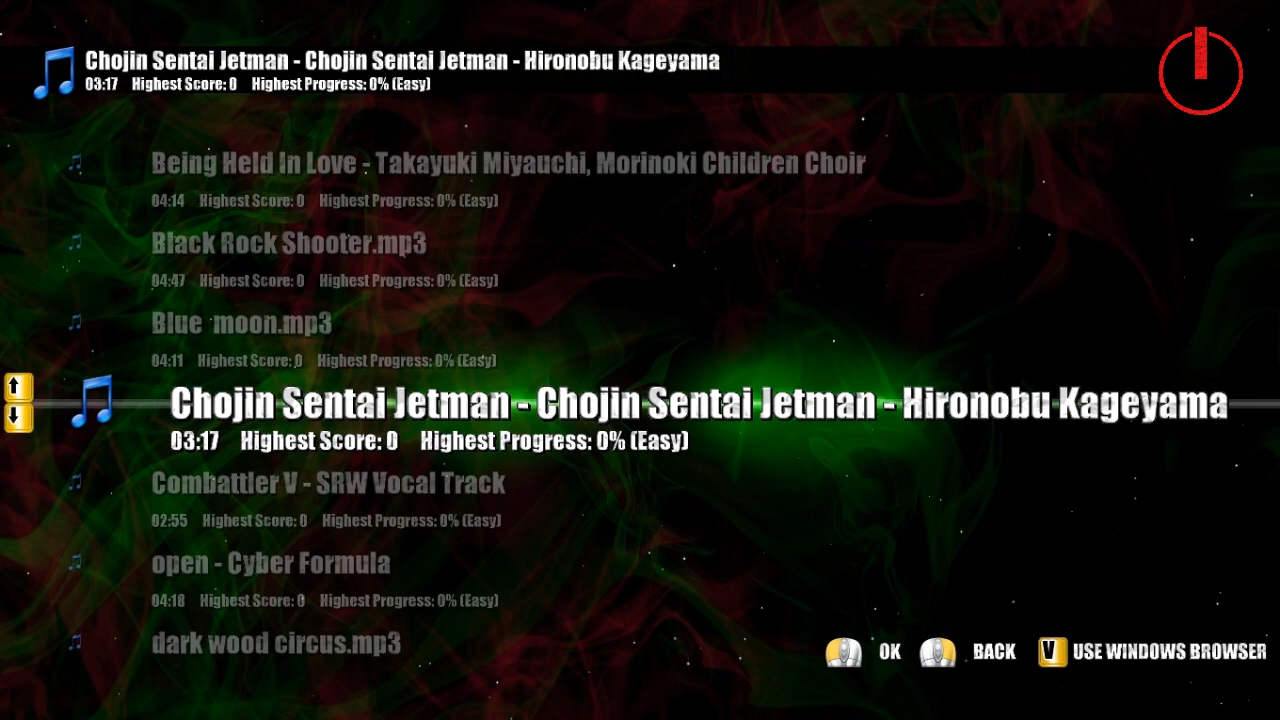 Chojin Sentai Jetman - Chojin Sentai Jetman - Hironobu Kageyama
03:17 Highest Score: 0 Highest Progress: 0% (Easy)
Being Held In Love - Takayuki Miyauchi, Morinoki Children Choir
04:14 Highest Score: 0 Highest Progress: 0% (Easy)
Black Rock Shooter.mp3
04:47 Highest Score: 0 Highest Progress: 0% (Easy)
Blue moon.mp3
04:11 Highest Score: 0 Highest Progress: 0% (Easy)
Chojin Sentai Jetman - Chojin Sentai Jetman - Hironobu Kageyama
03:17 Highest Score: 0 Highest Progress: 0% (Easy)
Combattler V - SRW Vocal Track
02:55 Highest Score: 0 Highest Progress: 0% (Easy)
open - Cyber Formula
04:18 Highest Score: 0 Highest Progress: 0% (Easy)
dark wood circus.mp3
OK BACK V USE WINDOWS BROWSER